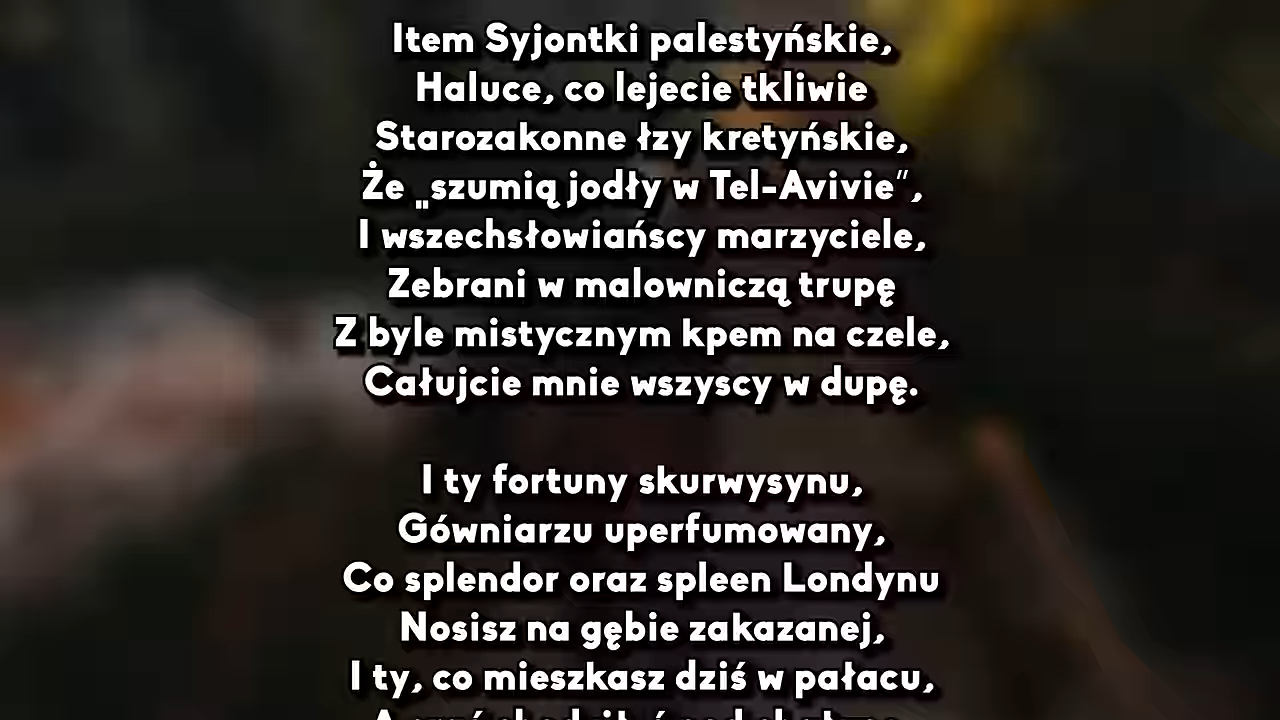 Item Syjontki palestyńskie,
Haluce, co lejecie tkliwie
Starozakonne łzy kretyńskie,
Że „szumią jodły w Tel-Avivie",
I wszechsłowiańscy marzyciele,
Zebrani w malowniczą trupę
Z byle mistycznym kpem na czele,
Całujcie mnie wszyscy w dupę.
I ty fortuny skurwysynu,
Gówniarzu uperfumowany,
Co splendor oraz spleen Londynu
Nosisz na gębie zakazanej,
I ty, co mieszkasz dziś w pałacu,